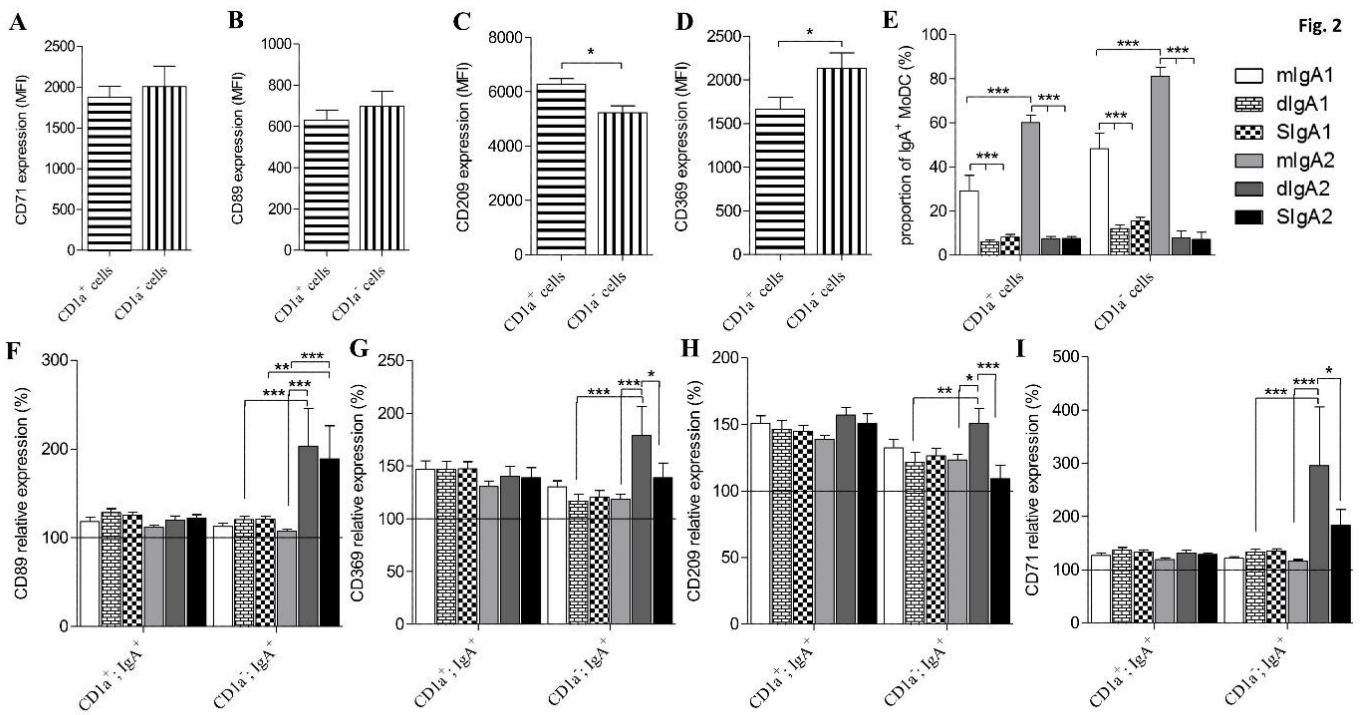 A
CD71 expression (MFI)
2500
2000
1500
1000
500
0
CD1a+ cells
CD1a- cells
B
CD89 expression (MFI)
1000
800
600
400
200
0
CD1a+ cells
CD1a- cells
C
CD209 expression (MFI)
8000
6000
4000
2000
0
*
CD1a+ cells
CD1a- cells
D
CD369 expression (MFI)
2500
2000
1500
1000
500
0
*
CD1a+ cells
CD1a- cells
E
proportion of IgA+ MoDC (%)
100
80
60
40
20
0
***
***
***
***
***
***
CD1a+ cells
CD1a- cells
Fig. 2
mIgA1
dIgA1
SIgA1
mIgA2
dIgA2
SIgA2
F
CD89 relative expression (%)
300
200
100
0
***
**
***
***
CD1a+; IgA+
CD1a-; IgA+
G
CD369 relative expression (%)
250
200
150
100
50
0
***
***
*
CD1a+; IgA+
CD1a-; IgA+
H
CD209 relative expression (%)
200
150
100
50
0
**
*
***
CD1a+; IgA+
CD1a-; IgA+
I
CD71 relative expression (%)
500
400
300
200
100
0
***
***
*
CD1a+; IgA+
CD1a-; IgA+